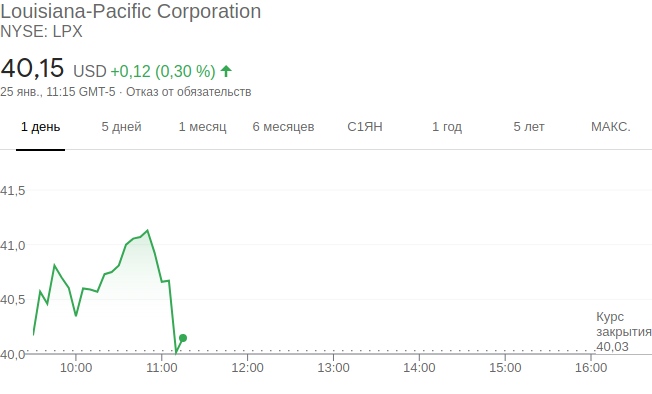 Louisiana-Pacific Corporation
NYSE: LPX
40,15 USD +0,12 (0,30 %)
25 янв., 11:15 GMT-5 · Отказ от обязательств
1 день 5 дней 1 месяц 6 месяцев С1ЯН 1 год 5 лет МАКС.
41,5
41,0
40,5
Курс
закрытия
40,03
40,0
10:00 11:00 12:00 13:00 14:00 15:00 16:00